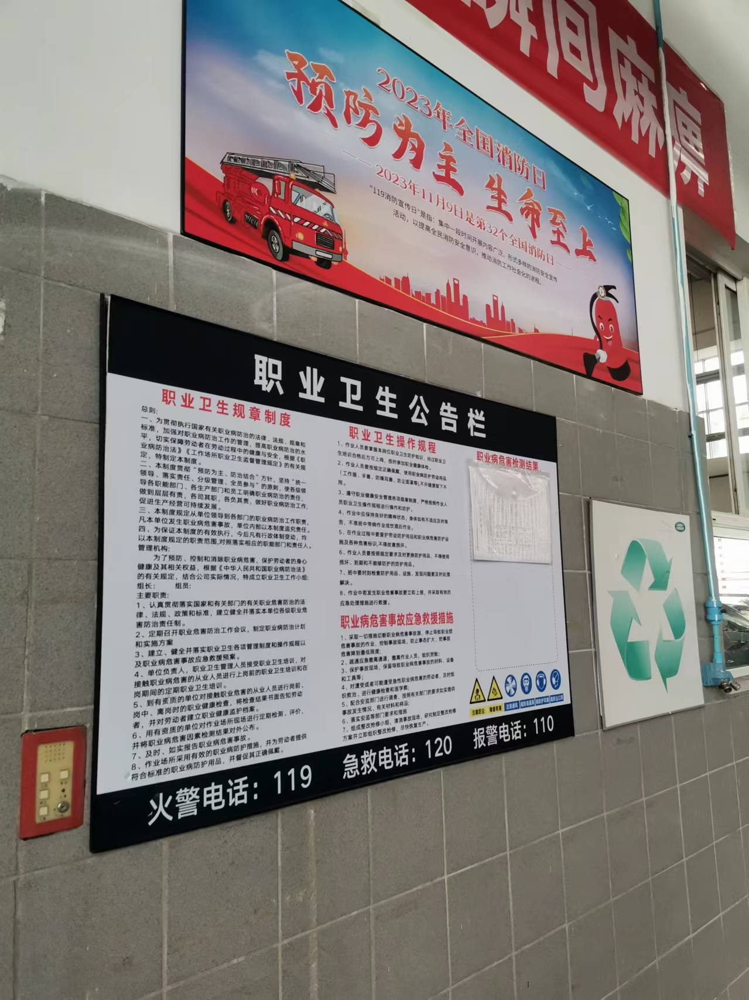 瞬间麻痹
2023年全国消防日
预防为主 生命至上
2023年11月9日是第32个全国消防日
"119消防宣传日"是指：集中一段时间开展内容广泛、形式多样的消防安全宣传
活动，以提高全民消防安全意识，推动消防工作社会化的进程。
职业卫生公告栏
职业卫生规章制度
总则：
一、为贯彻执行国家有关职业病防治的法律、法规、规章和
标准，加强对职业病防治工作的管理，提高职业病防治的水
平，切实保障劳动者在劳动过程中的健康与安全，根据《职
业病防治法》《工作场所职业卫生监督管理规定》的有关规
定，特制定本制度。
二、本制度贯彻“预防为主、防治结合”方针，坚持“统一
领导、落实责任、分级管理、全员参与”的原则，使各级领
导各职能部门、各生产部门和员工明确职业病防治的责任，
做到层层有责，各司其职，各负其责，做好职业病防治工作，
促进生产经营可持续发展。
三、本制度规定从单位领导到各部门的职业病防治工作职责，
凡本单位发生职业病危害事故，单位内部以本制度追究责任。
四、为保证本制度的有效执行，今后凡有行政体制变动，均
以本制度规定的职责范围，对照落实相应的职能部门和责任人。
管理机构：
为了预防、控制和消除职业病危害，保护劳动者的身心
健康及其相关权益，根据《中华人民共和国职业病防治法》
的有关规定，结合公司实际情况，特成立职业卫生工作小组：
组长： 组员：
主要职责：
1、认真贯彻落实国家和有关部门的有关职业危害防治的法
律、法规、政策和标准，建立健全并落实本单位各级职业危
害防治责任制。
2、定期召开职业危害防治工作会议，制定职业病防治计划
和实施方案
3、建立、健全并落实职业卫生各项管理制度和操作规程以
及职业病危害事故应急救援预案。
4、单位负责人，职业卫生管理人员接受职业卫生培训，对
接触职业病危害的从业人员进行上岗前的职业卫生培训和在
岗期间的定期职业卫生培训。
5、到有资质的单位对接触职业危害的从业人员进行岗前、
岗中、离岗时的职业健康检查，将检查结果书面告知劳动
者，并对劳动者建立职业健康监护档案。
6、用有资质的单位对作业场所现场进行定期检测、评价，
并将职业病危害因素检测结果对外公布。
7、及时、如实报告职业病危害事故。
8、作业场所采用有效的职业病防护措施，并为劳动者提供
符合标准的职业病防护用品，并督促其正确佩戴。
职业卫生操作规程
1、作业人员要掌握本岗位职业卫生防护知识，经过职业卫
生培训合格后方可上岗，按时参加职业健康体检。
2、作业人员要按规定正确佩戴、使用职业病防护劳动用品
（工作服、手套、防噪耳塞、防尘面罩等），不许随便取下不
用。
3、遵守职业健康安全管理各项规章制度、严格按照作业人
员职业卫生操作规程进行操作和防护。
4、作业中应保持良好的精神状态，身体如有不适应及时报
告，不准班中带病作业或饮酒后作业。
5、在作业过程中要爱护劳动防护用品和职业病危害防护设
施及各种危害标识，不得故意损坏。
6、作业人员要按照规定要求及时更换防护用品，不得使用
损坏、到期和不能够防护的防护用品。
7、班中要时刻检查防护用品、设施、发现问题要及时处理
解决。
8、作业中若发生职业危害事故要立即上报，并采取有效的
应急处理措施进行救援。
职业病危害事故应急救援措施
1、采取一切措施切断职业病危害事故源，停止导致职业病
危害事故的作业，控制事故现场，防止事态扩大，把事故
危害降到最低限度；
2、疏通应急撤离通道，撤离作业人员，组织泄险；
3、保护事故现场，保留导致职业病危害事故的材料、设备
和工具等；
4、对遭受或者可能遭受急性职业病危害的劳动者，及时组
织救治、进行健康检查和医学救；
5、配合安监部门进行调查，按照有关部门的要求如实提供
事故发生情况、有关材料和样品；
6、落实安监等部门要求和措施
7、组成整改抢修小组，清消事故现场，研究制定整改抢修
方案并立即组织整改抢修，尽快恢复生产。
职业病危害检测结果
注意防尘 噪音有害 注意通风
火警电话：119 急救电话：120 报警电话：110